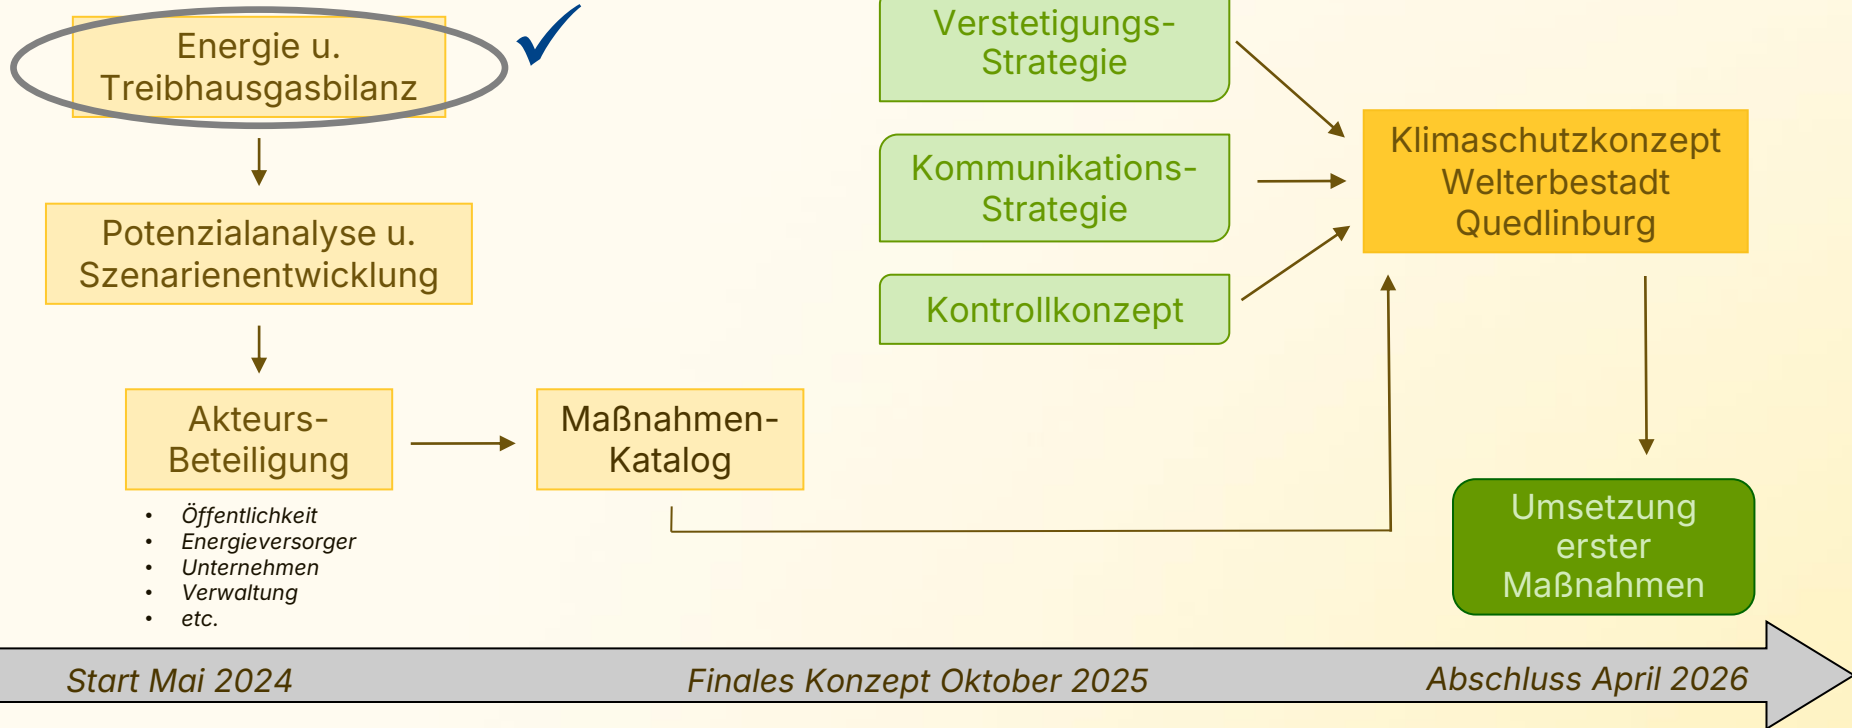 Energie u.
Treibhausgasbilanz
Potenzialanalyse u.
Szenarienentwicklung
Akteurs-
Beteiligung
• Öffentlichkeit
• Energieversorger
• Unternehmen
• Verwaltung
• etc.
Maßnahmen-
Katalog
Verstetigungs-
Strategie
Kommunikations-
Strategie
Kontrollkonzept
Klimaschutzkonzept
Welterbestadt
Quedlinburg
Umsetzung
erster
Maßnahmen
Start Mai 2024
Finales Konzept Oktober 2025
Abschluss April 2026